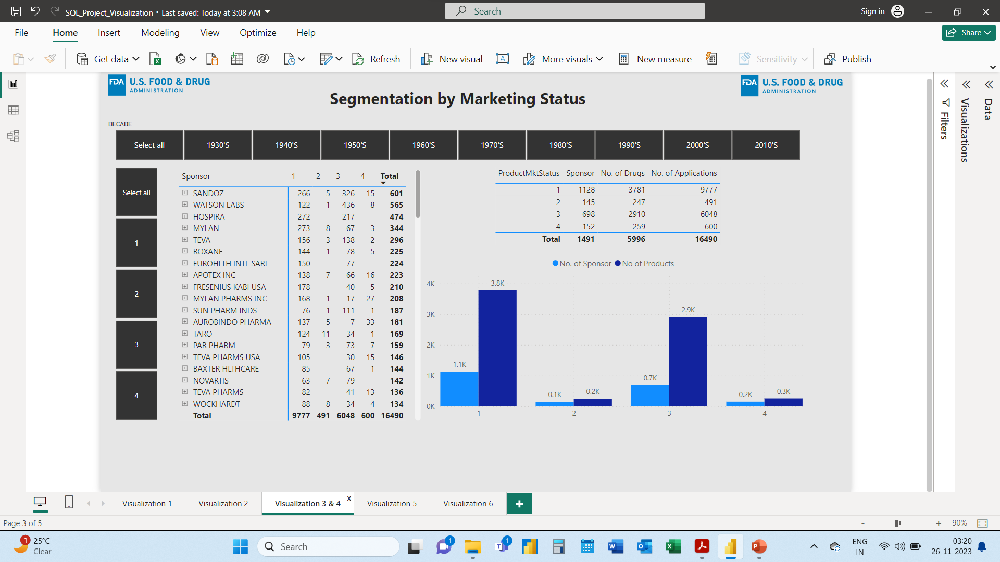 SQL_Project_Visualization • Last saved: Today at 3:08 AM
Search
Sign in
File Home Insert Modeling View Optimize Help
Share
Get data
Refresh
New visual
More visuals
New measure
Sensitivity
Publish
FDA U.S. FOOD & DRUG
ADMINISTRATION
Segmentation by Marketing Status
FDA U.S. FOOD & DRUG
ADMINISTRATION
Filters
Visualizations
Data
DECADE
Select all 1930'S 1940'S 1950'S 1960'S 1970'S 1980'S 1990'S 2000'S 2010'S
Select all
1
2
3
4
Sponsor 1 2 3 4 Total
SANDOZ 266 5 326 15 601
WATSON LABS 122 1 436 8 565
HOSPIRA 272 217 474
MYLAN 273 8 67 3 344
TEVA 156 3 138 2 296
ROXANE 144 1 78 5 225
EUROHLTH INTL SARL 150 77 224
APOTEX INC 138 7 66 16 223
FRESENIUS KABI USA 178 40 5 210
MYLAN PHARMS INC 168 1 17 27 208
SUN PHARM INDS 76 1 111 1 187
AUROBINDO PHARMA 137 5 7 33 181
TARO 124 11 34 1 169
PAR PHARM 79 3 73 7 159
TEVA PHARMS USA 105 30 15 146
BAXTER HLTHCARE 85 67 1 144
NOVARTIS 63 7 79 142
TEVA PHARMS 82 41 13 136
WOCKHARDT 88 8 34 4 134
Total 9777 491 6048 600 16490
ProductMktStatus Sponsor No. of Drugs No. of Applications
1 1128 3781 9777
2 145 247 491
3 698 2910 6048
4 152 259 600
Total 1491 5996 16490
No. of Sponsor No of Products
4K
3K
2K
1K
0K
1.1K 3.8K
0.1K 0.2K
0.7K 2.9K
0.2K 0.3K
1 2 3 4
Visualization 1 Visualization 2 Visualization 3 & 4 x Visualization 5 Visualization 6 +
Page 3 of 5
- + 90%
1
25°C
Clear
Search
1
1
ENG
IN
03:20
26-11-2023